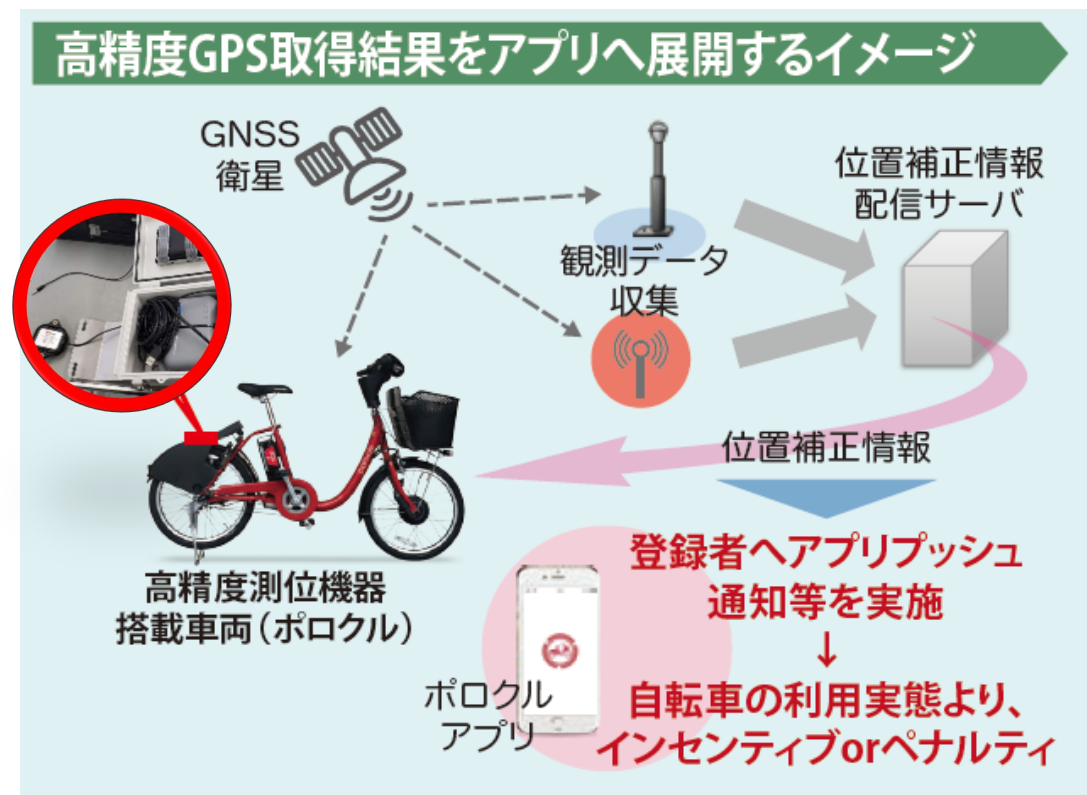 高精度GPS取得結果をアプリへ展開するイメージ
GNSS
衛星
位置補正情報
配信サーバ
観測データ
収集
位置補正情報
高精度測位機器
搭載車両（ポロクル）
登録者へアプリプッシュ
通知等を実施
↓
自転車の利用実態より、
インセンティブorペナルティ
ポロクル
アプリ